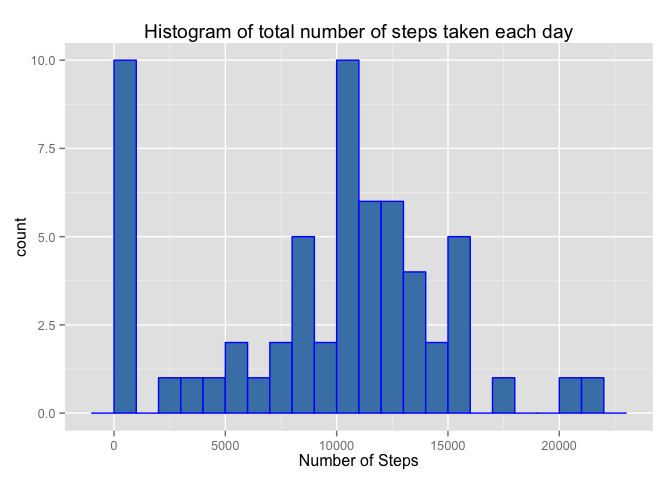 Histogram of total number of steps taken each day
10.0
7.5
5.0
2.5
0.0
count
0 5000 10000 15000 20000
Number of Steps